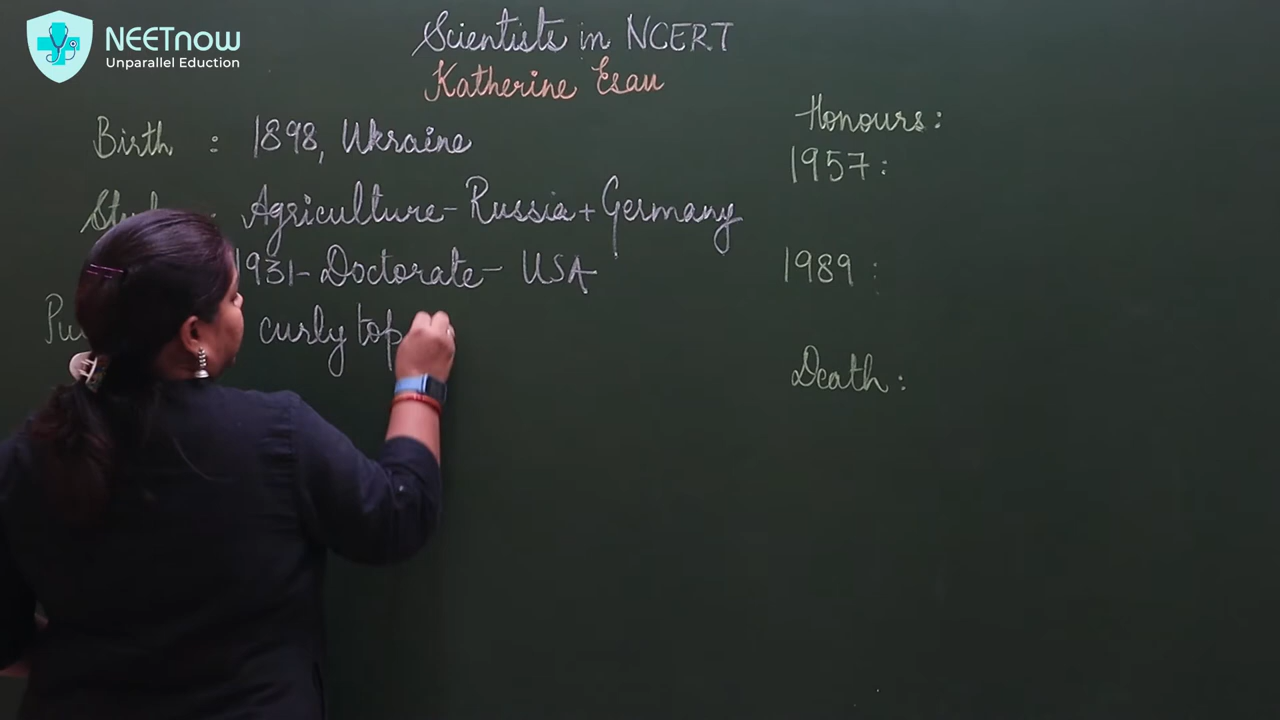 NEETnow
Unparallel Eduction
Scientists in NCERT
Katherine Esau
Birth : 1898, Ukraine
: Agriculture - Russia + Germany
1931 - Doctorate - USA
curly top
Honours :
1957 :
1989 :
Death :